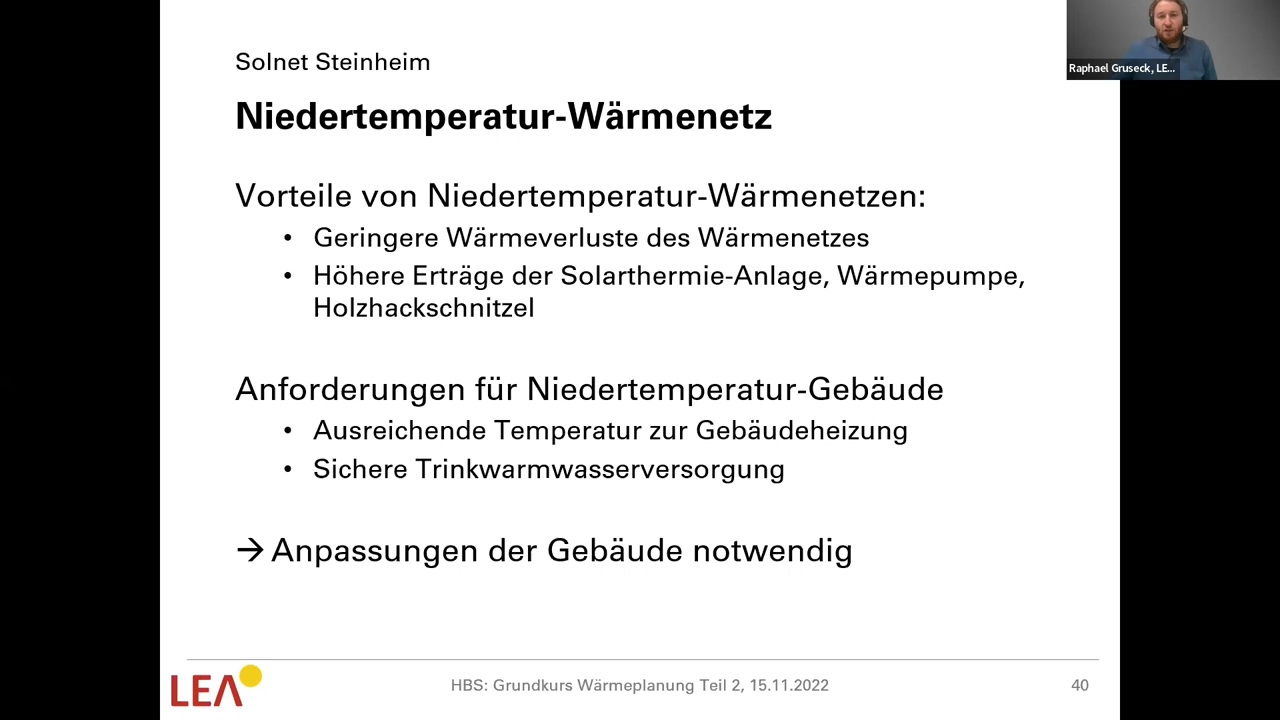 Solnet Steinheim
Raphael Gruseck, LE...
Niedertemperatur-Wärmenetz
Vorteile von Niedertemperatur-Wärmenetzen:
• Geringere Wärmeverluste des Wärmenetzes
• Höhere Erträge der Solarthermie-Anlage, Wärmepumpe,
Holzhackschnitzel
Anforderungen für Niedertemperatur-Gebäude
• Ausreichende Temperatur zur Gebäudeheizung
• Sichere Trinkwarmwasserversorgung
→ Anpassungen der Gebäude notwendig
LEA
HBS: Grundkurs Wärmeplanung Teil 2, 15.11.2022
40